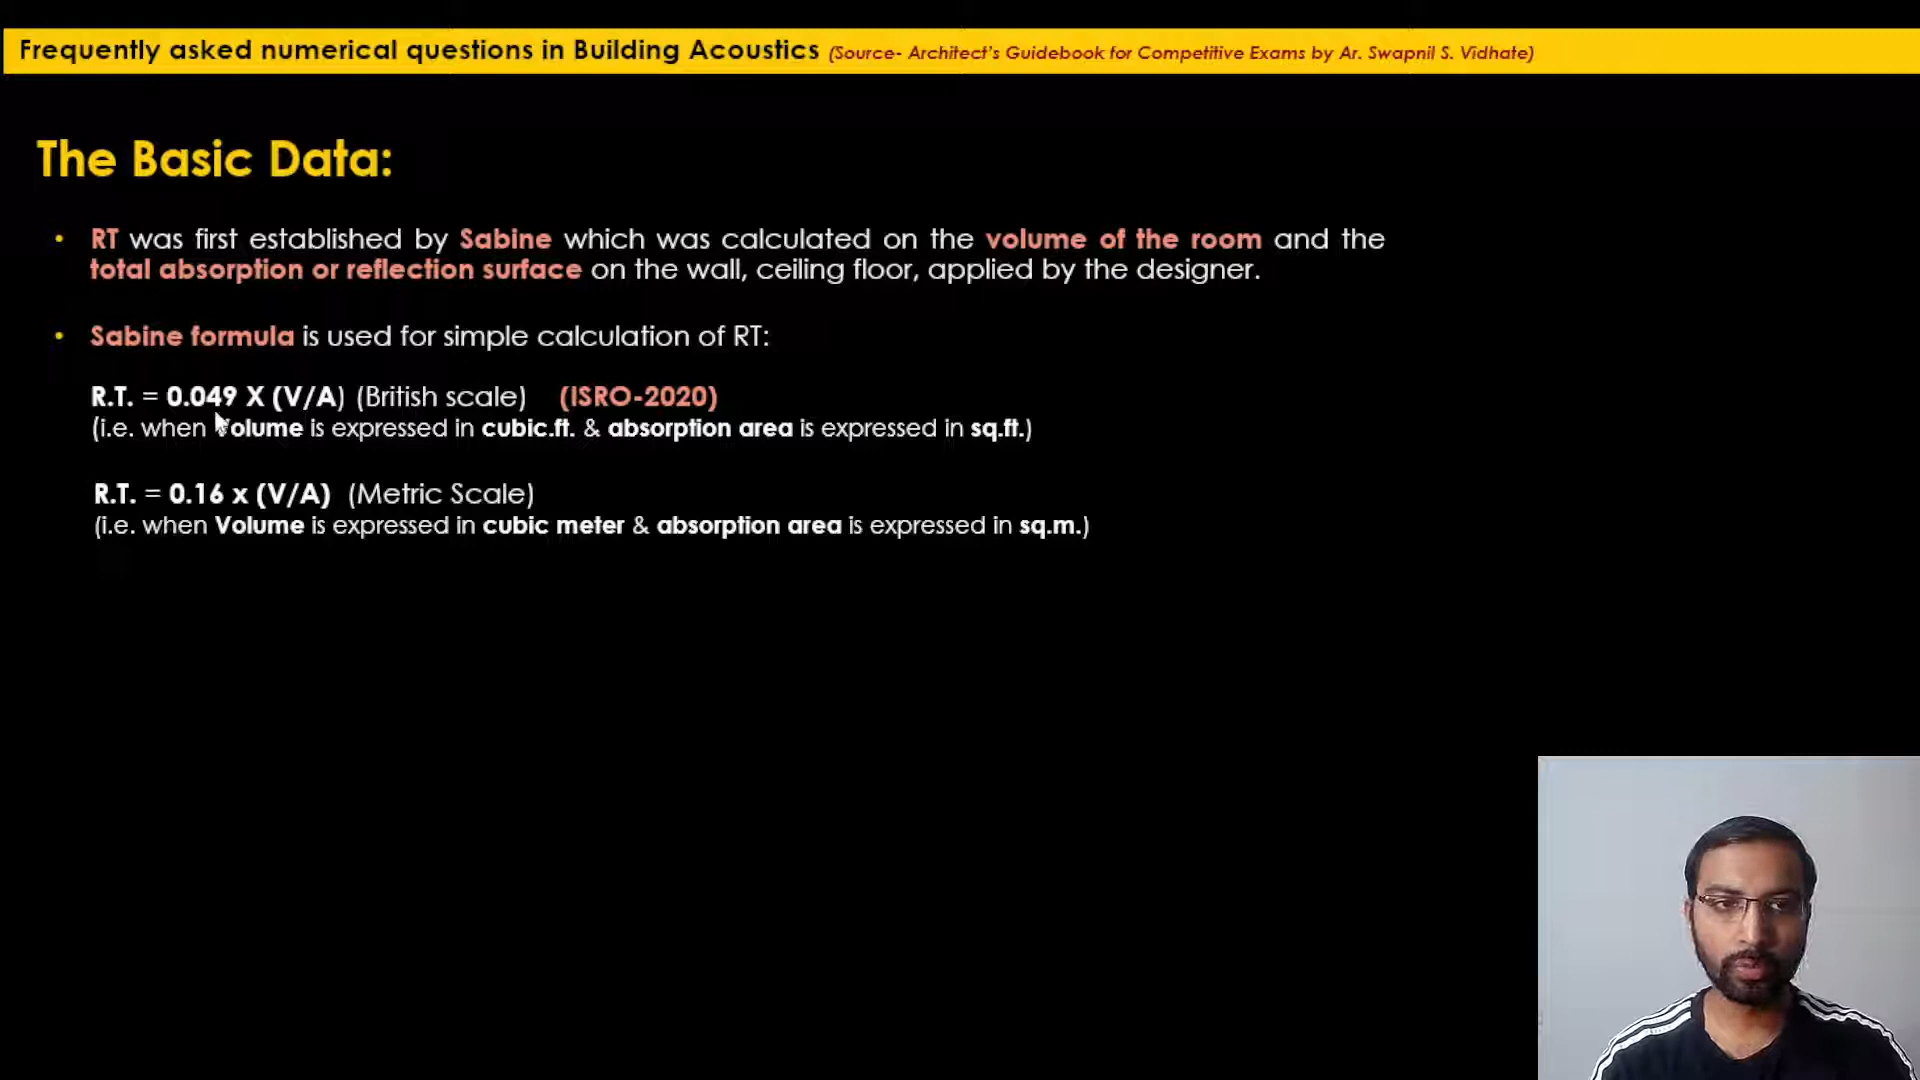 Frequently asked numerical questions in Building Acoustics (Source- Architect's Guidebook for Competitive Exams by Ar. Swapnil S. Vidhate)
The Basic Data:
• RT was first established by Sabine which was calculated on the volume of the room and the
total absorption or reflection surface on the wall, ceiling floor, applied by the designer.
• Sabine formula is used for simple calculation of RT:
R.T. = 0.049 X (V/A) (British scale) (ISRO-2020)
(i.e. when Volume is expressed in cubic.ft. & absorption area is expressed in sq.ft.)
R.T. = 0.16 x (V/A) (Metric Scale)
(i.e. when Volume is expressed in cubic meter & absorption area is expressed in sq.m.)